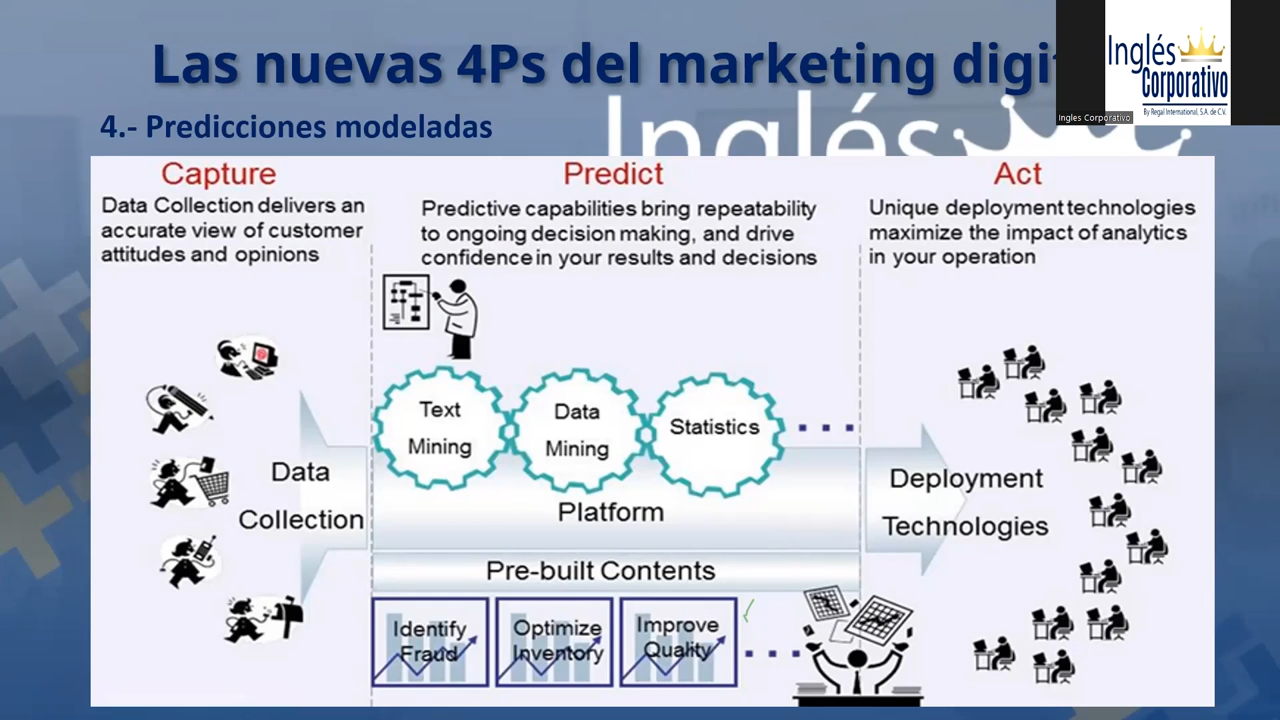 Las nuevas 4Ps del marketing digi
Inglés
Corporativo
By Regal International, S.A. de C.V.
Ingles Corporativo
4.- Predicciones modeladas
Inglés
Capture
Data Collection delivers an
accurate view of customer
attitudes and opinions
Predict
Predictive capabilities bring repeatability
to ongoing decision making, and drive
confidence in your results and decisions
Act
Unique deployment technologies
maximize the impact of analytics
in your operation
Data
Collection
Text
Mining
Data
Mining
Statistics
Platform
Pre-built Contents
Identify
Fraud
Optimize
Inventory
Improve
Quality
Deployment
Technologies